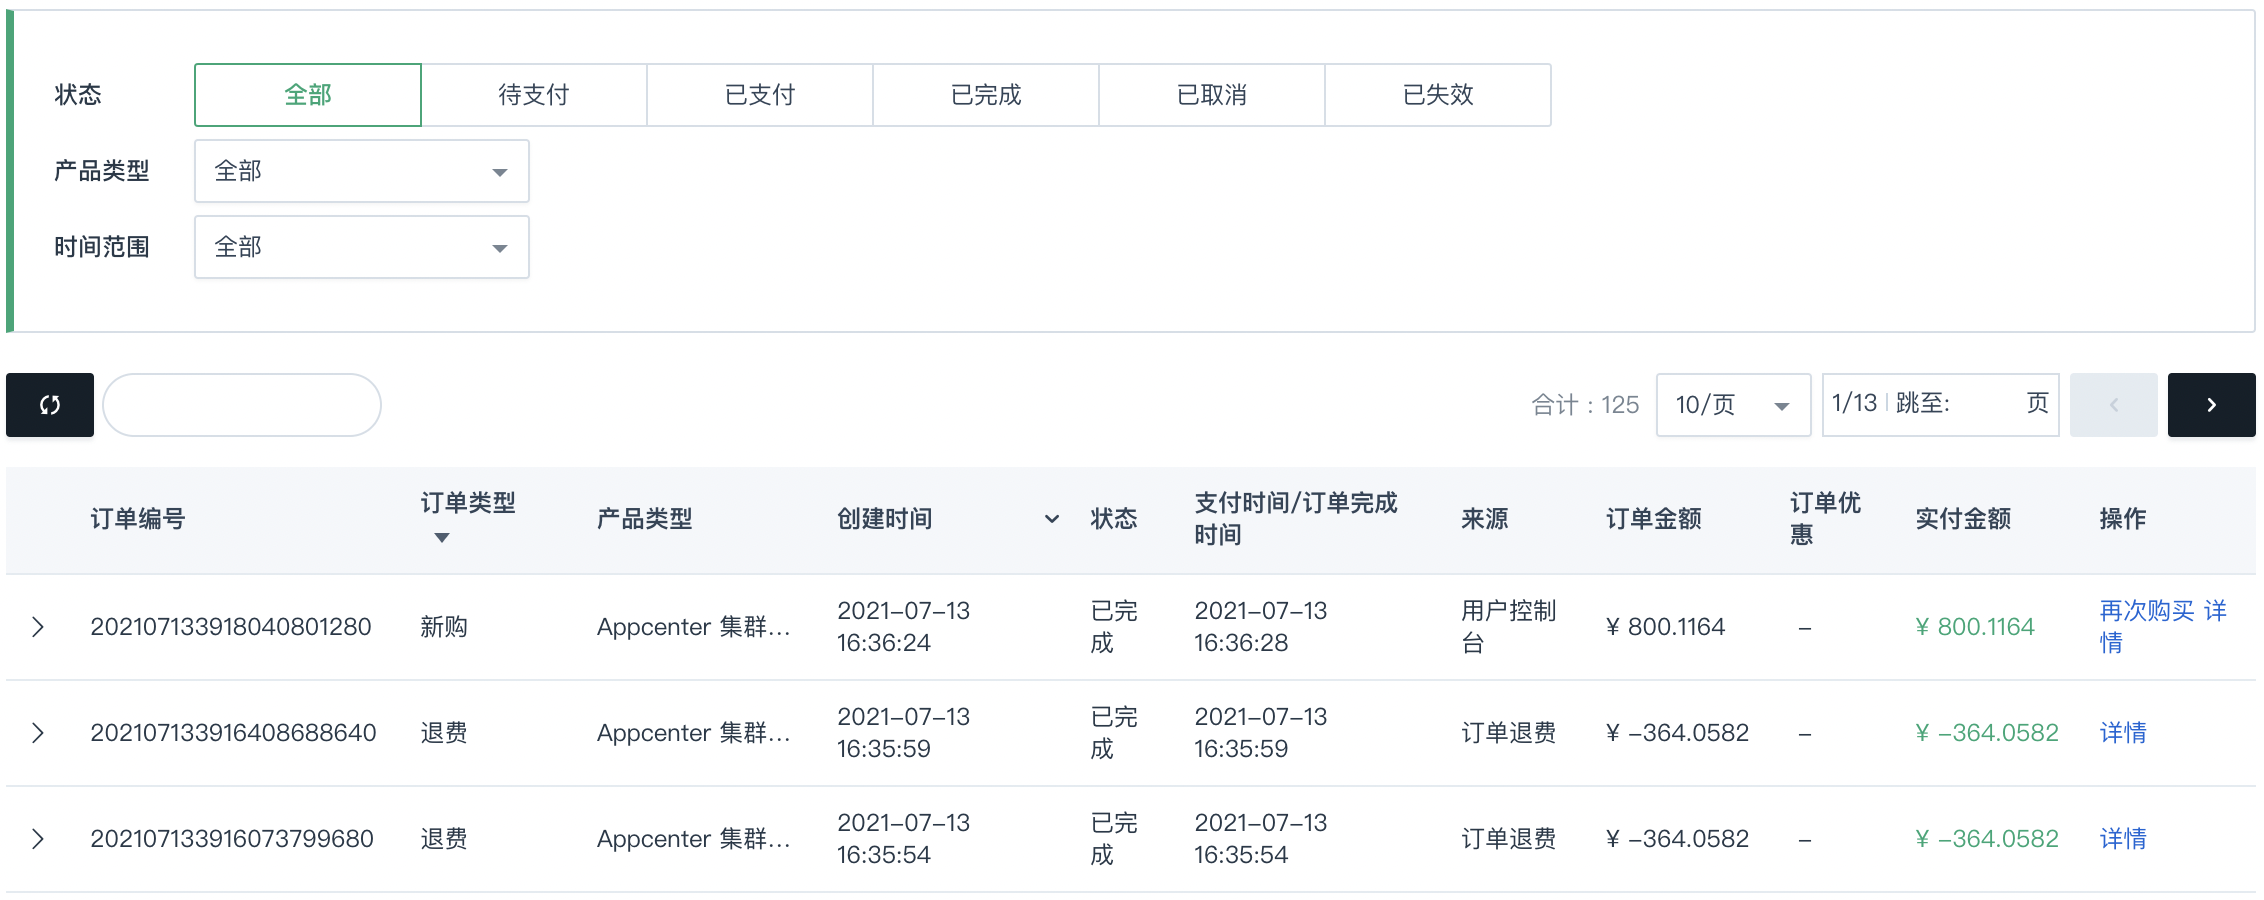 状态 全部 待支付 已支付 已完成 已取消 已失效
产品类型 全部
时间范围 全部
合计：125 10/页 1/13 跳至: 页
订单编号 订单类型 产品类型 创建时间 状态 支付时间/订单完成时间 来源 订单金额 订单优惠 实付金额 操作
202107133918040801280 新购 Appcenter 集群... 2021-07-13 16:36:24 已完成 2021-07-13 16:36:28 用户控制台 ¥ 800.1164 – ¥ 800.1164 再次购买 详情
202107133916408688640 退费 Appcenter 集群... 2021-07-13 16:35:59 已完成 2021-07-13 16:35:59 订单退费 ¥ -364.0582 – ¥ -364.0582 详情
202107133916073799680 退费 Appcenter 集群... 2021-07-13 16:35:54 已完成 2021-07-13 16:35:54 订单退费 ¥ -364.0582 – ¥ -364.0582 详情